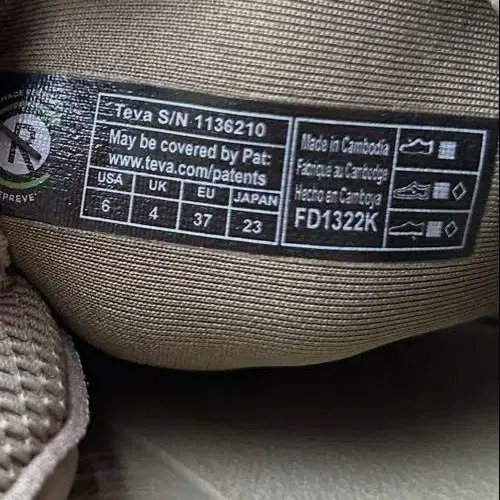 Teva S/N 1136210
May be covered by Pat:
www.teva.com/patents
USA UK EU JAPAN
6 4 37 23
Made in Cambodia
Fabriqué au Cambodge
Hecho en Camboya
FD1322K
R
REPREVE